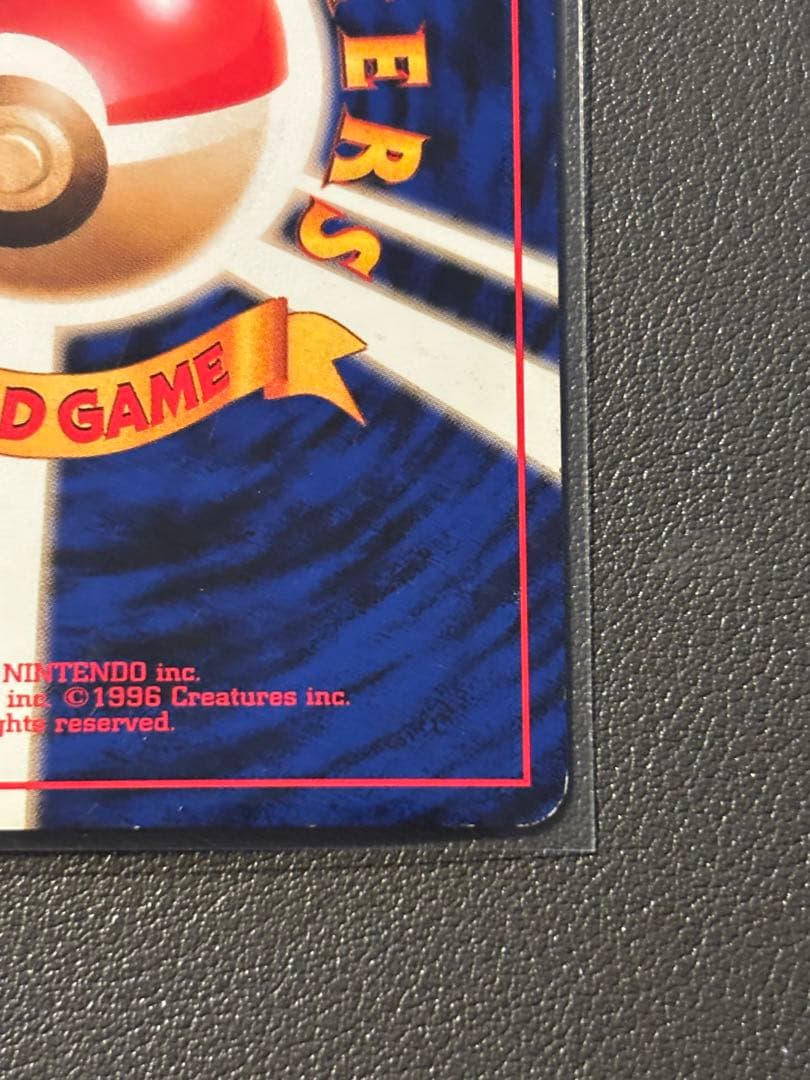 ERS
D GAME
NINTENDO inc.
inc. ©1996 Creatures inc.
ghts reserved.